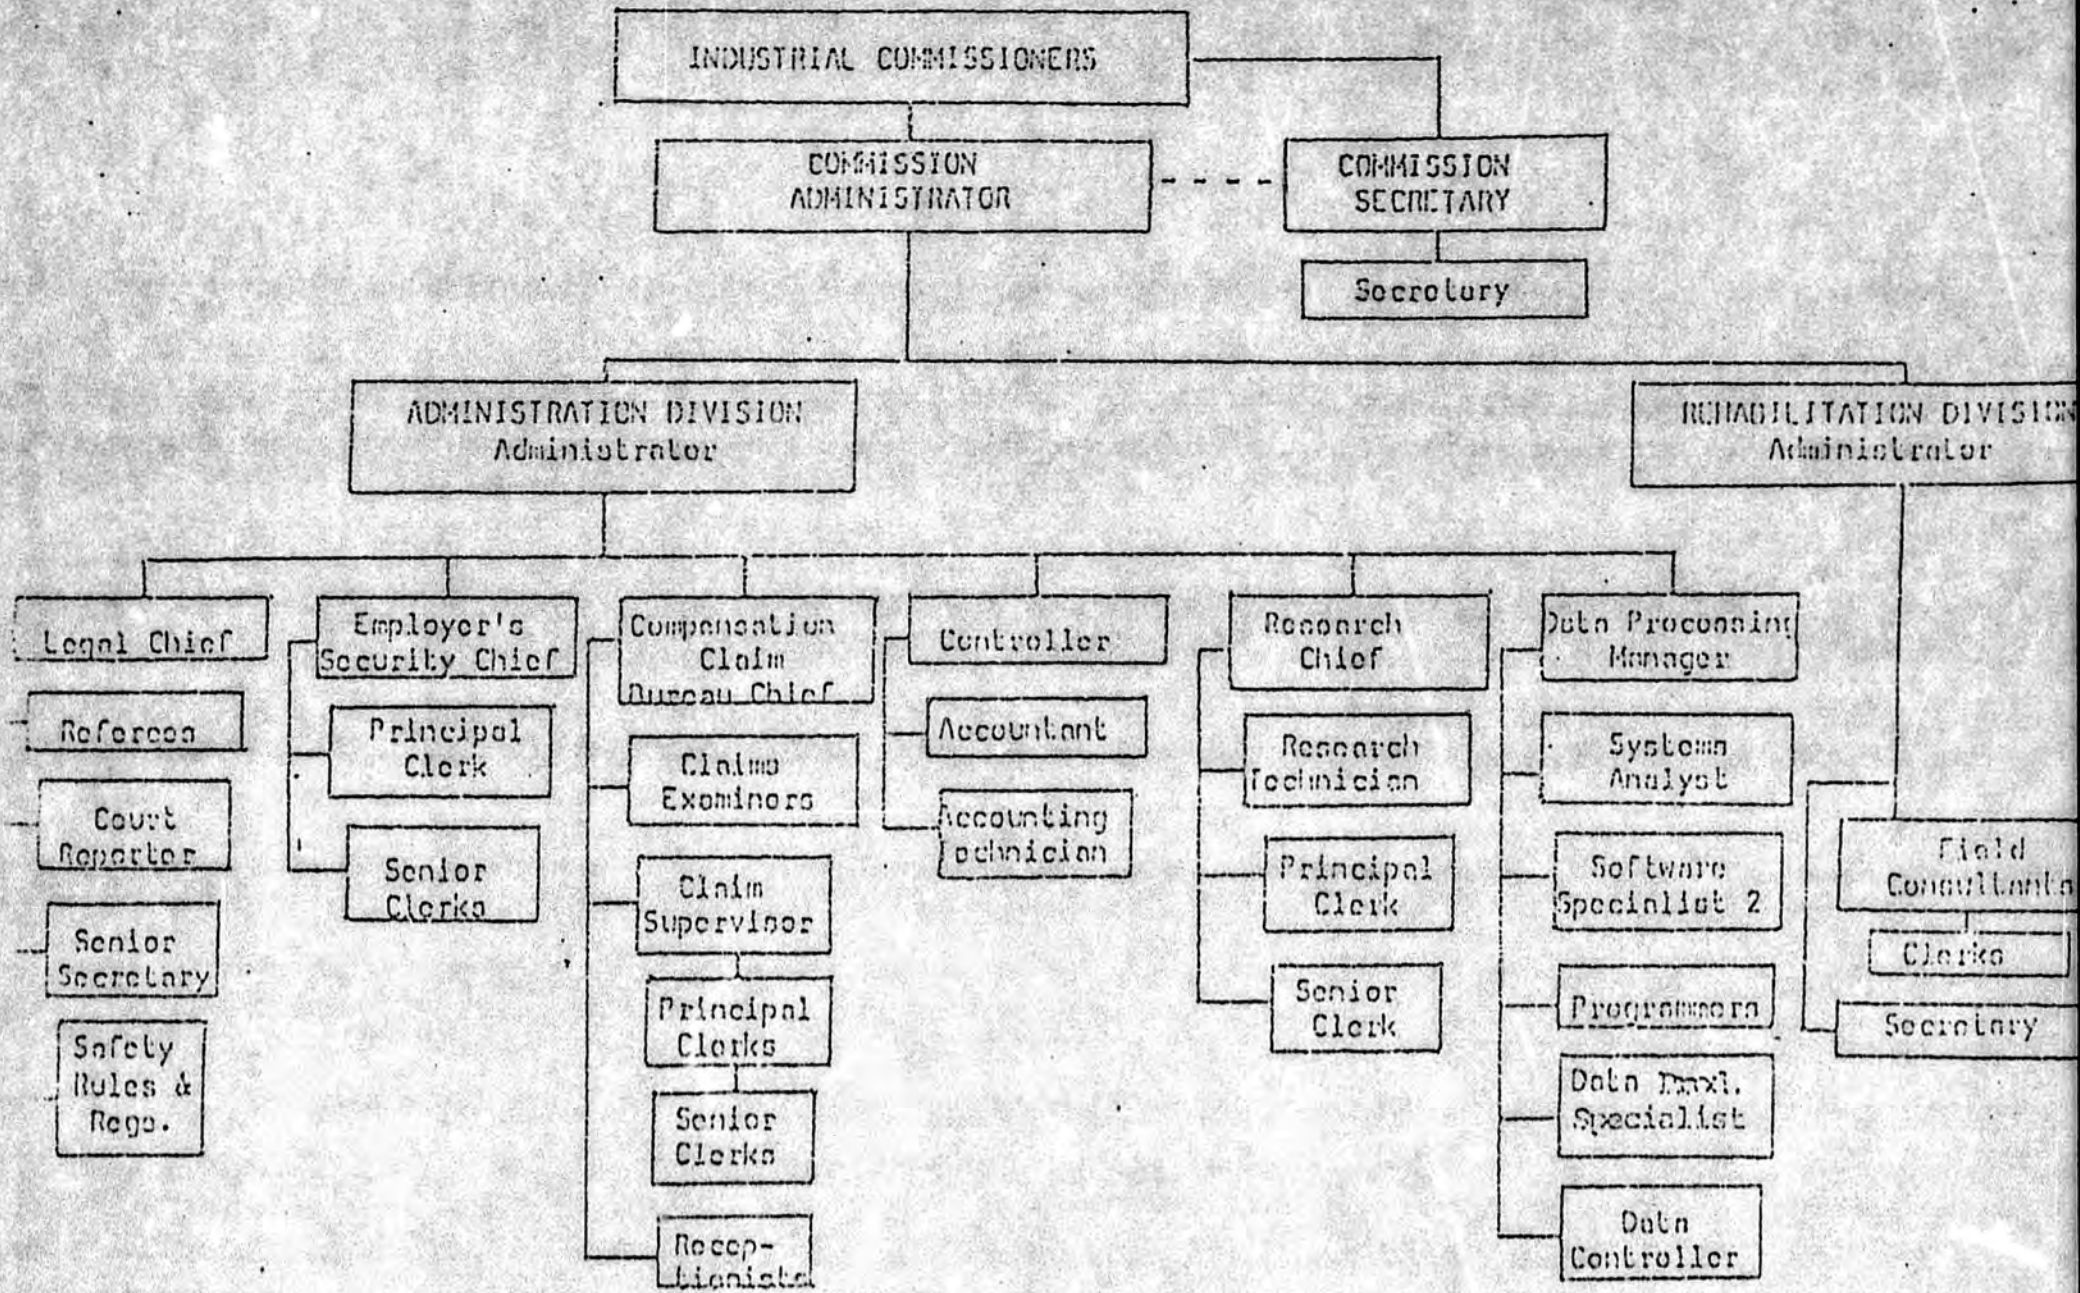 INDUSTRIAL COMMISSIONERS
COMMISSION
ADMINISTRATOR
COMMISSION
SECRETARY
Secretary
ADMINISTRATION DIVISION
Administrator
REHABILITATION DIVISION
Administrator
Legal Chief
Referees
Court
Reporter
Senior
Secretary
Safety
Rules &
Regs.
Employer's
Security Chief
Principal
Clerk
Senior
Clerks
Compensation
Claim
Bureau Chief
Claims
Examiners
Claim
Supervisor
Principal
Clerks
Senior
Clerks
Recep-
tionists
Controller
Accountant
Accounting
Technician
Research
Chief
Research
Technician
Principal
Clerk
Senior
Clerk
Data Processing
Manager
Systems
Analyst
Software
Specialist 2
Programmers
Data
Specialist
Data
Controller
Field
Consultants
Clerks
Secretary